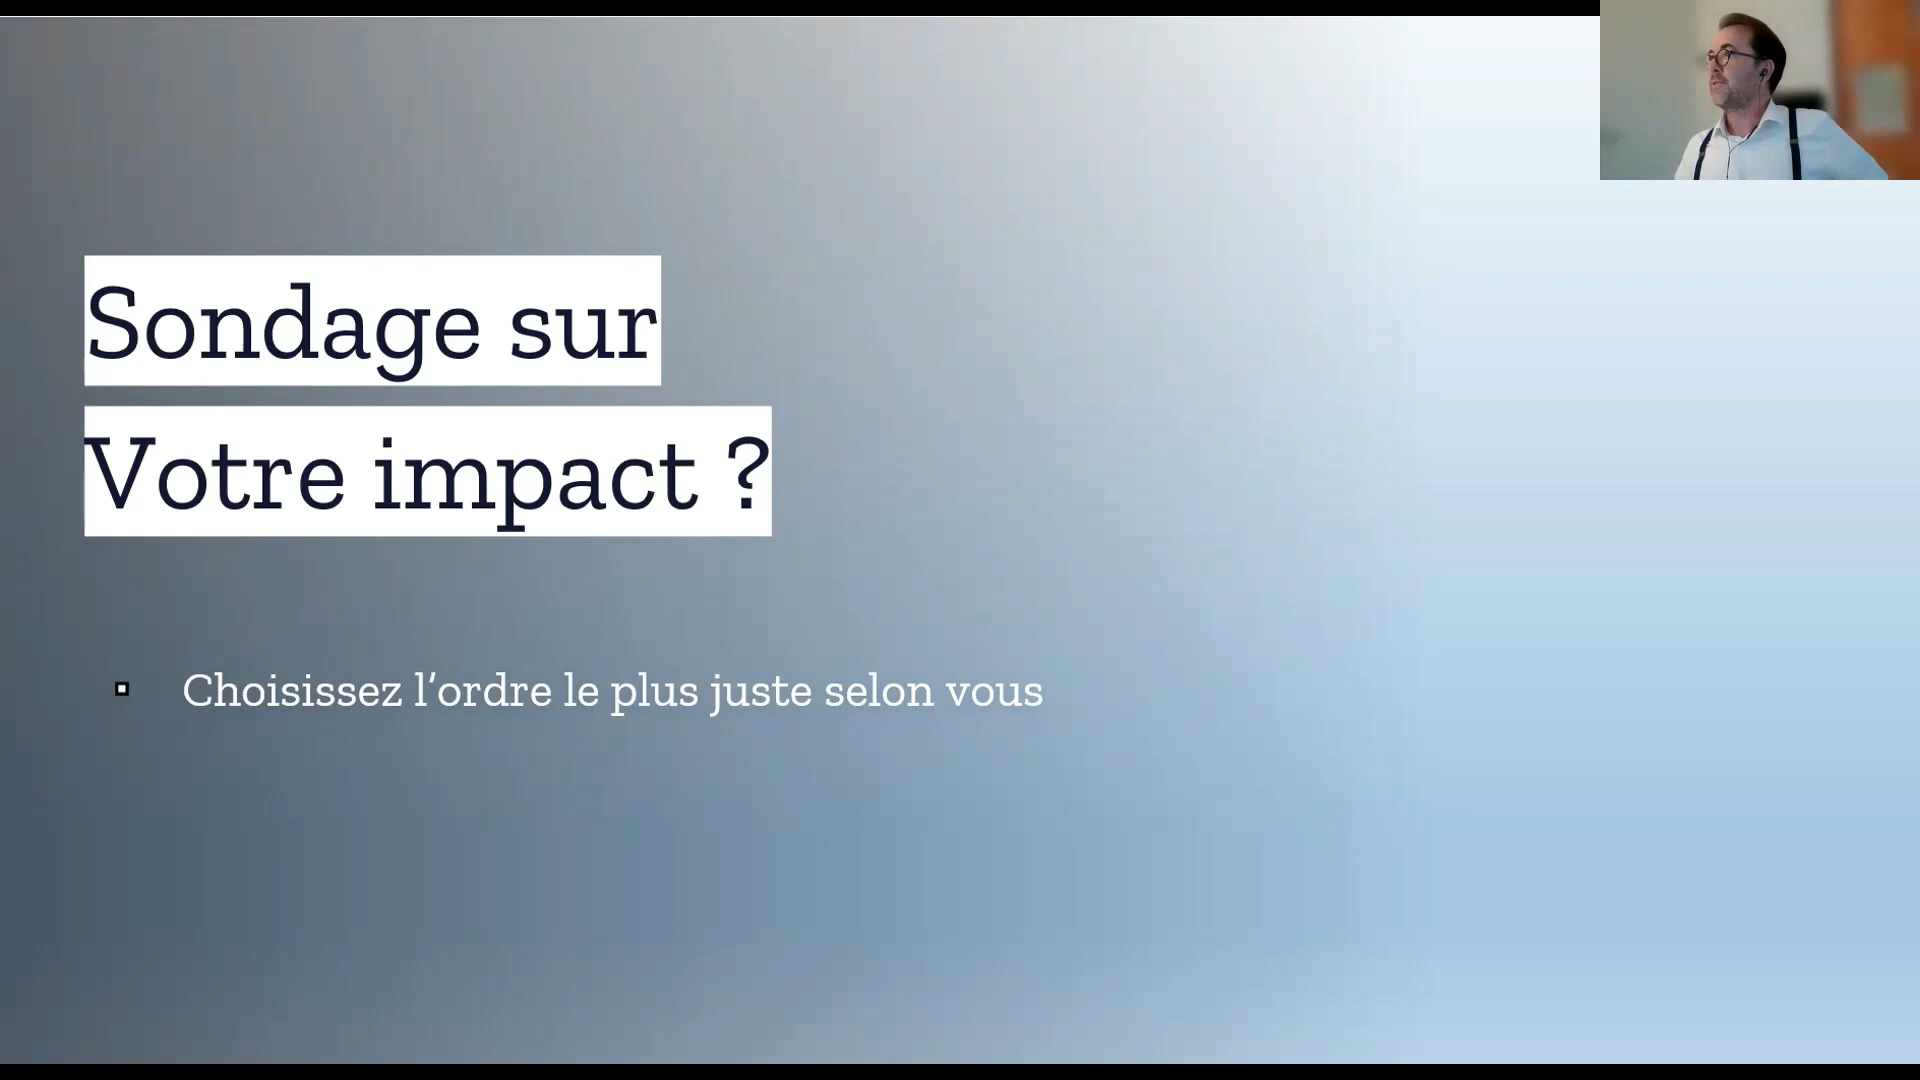 Sondage sur
Votre impact ?
Choisissez l’ordre le plus juste selon vous